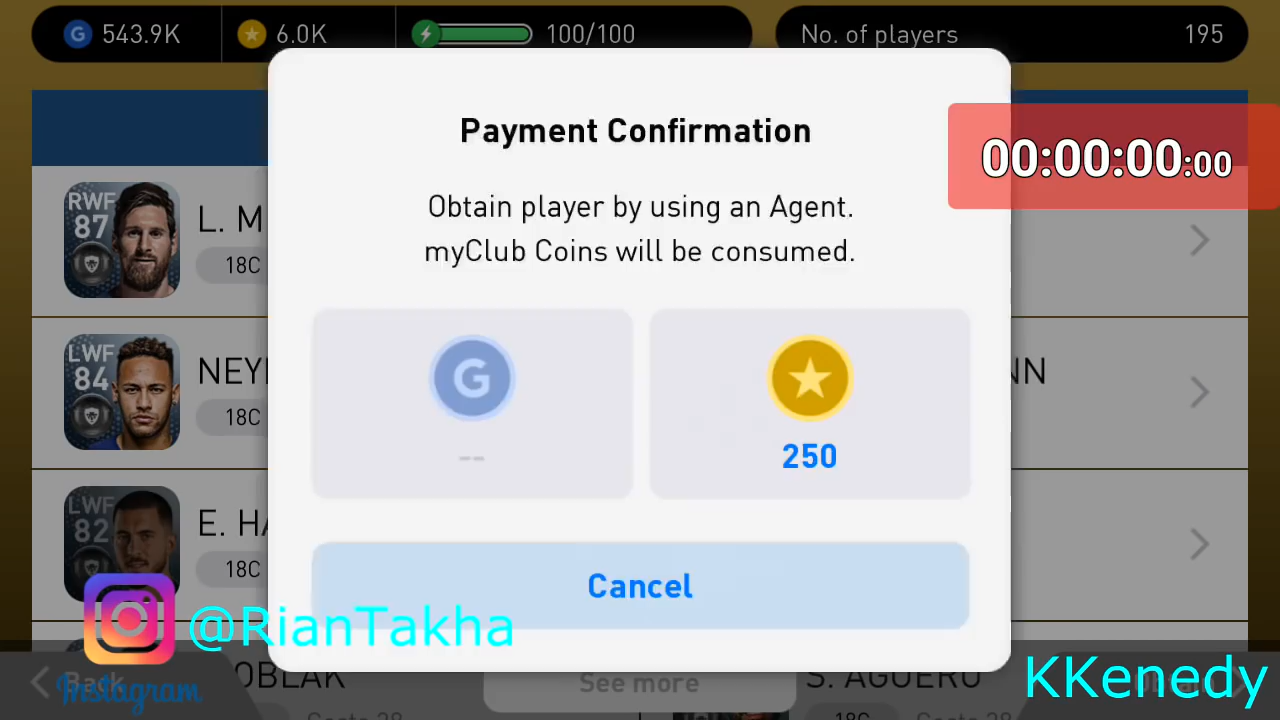 543.9K
6.0K
100/100
No. of players
195
Payment Confirmation
00:00:00:00
Obtain player by using an Agent.
myClub Coins will be consumed.
RWF
87
L. M
18C
LWF
84
NEY
NN
18C
G
--
250
LWF
82
E. HA
18C
Cancel
@RianTakha
Instagram
Back
OBLAK
See more
S. AGUERO
KKenedy
18C